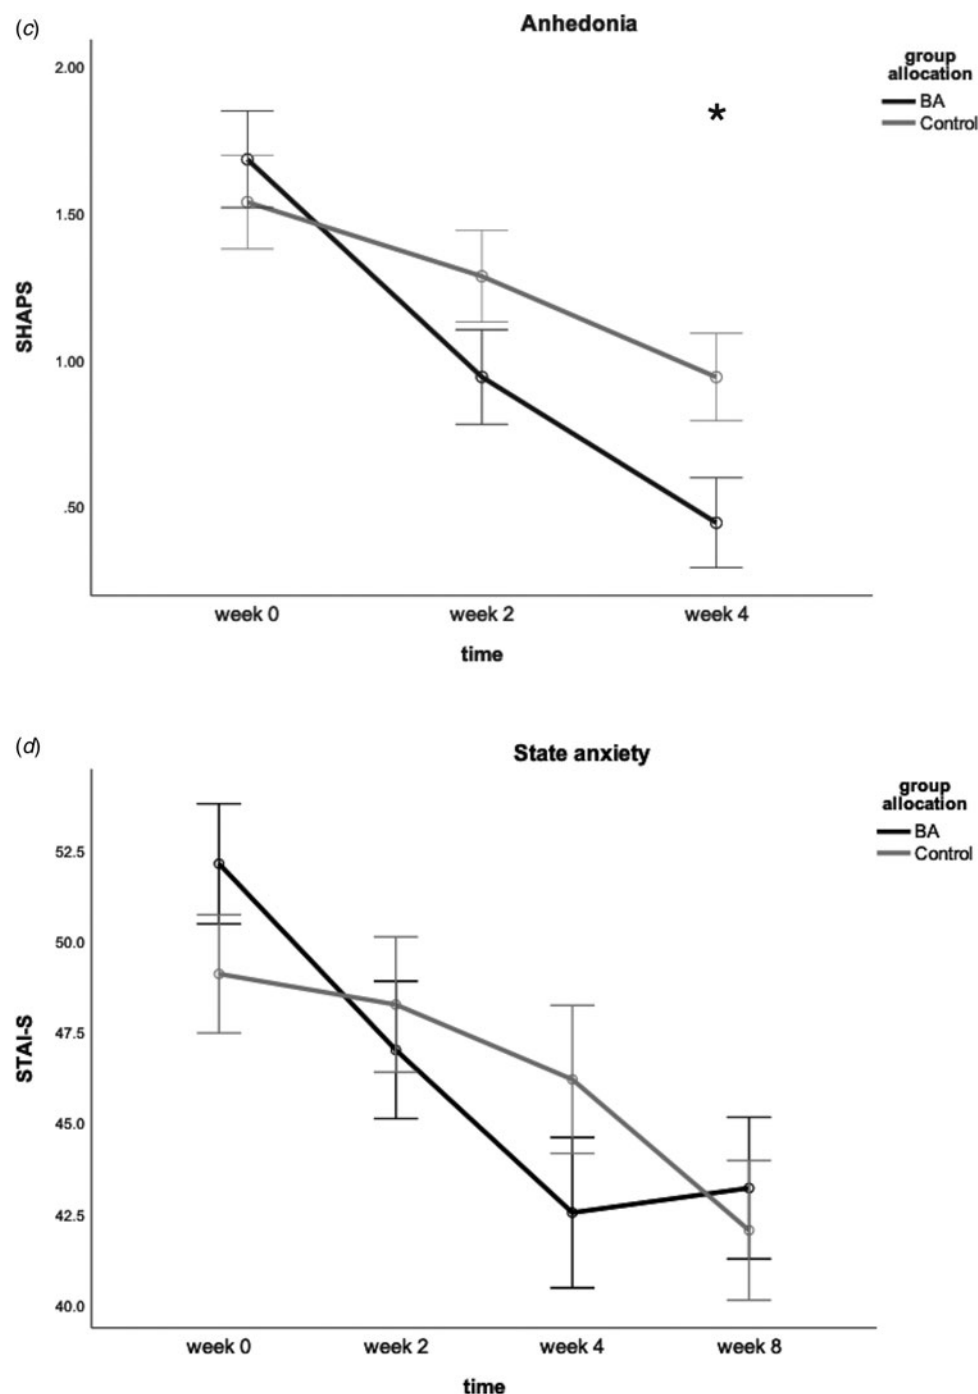 (c)
Anhedonia
group
allocation
BA
Control
*
2.00
1.50
1.00
.50
SHAPS
week 0
week 2
week 4
time
(d)
State anxiety
group
allocation
BA
Control
52.5
50.0
47.5
45.0
42.5
40.0
STAI-S
week 0
week 2
week 4
week 8
time